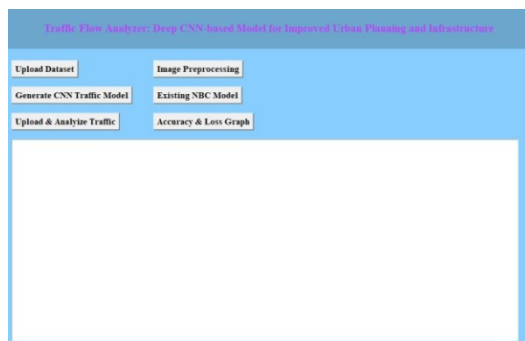 Traffic Flow Analyzer: Deep CNN-based Model for Improved Urban Planning and Infrastructure
Upload Dataset Image Preprocessing
Generate CNN Traffic Model Existing NBC Model
Upload & Analyize Traffic Accuracy & Loss Graph